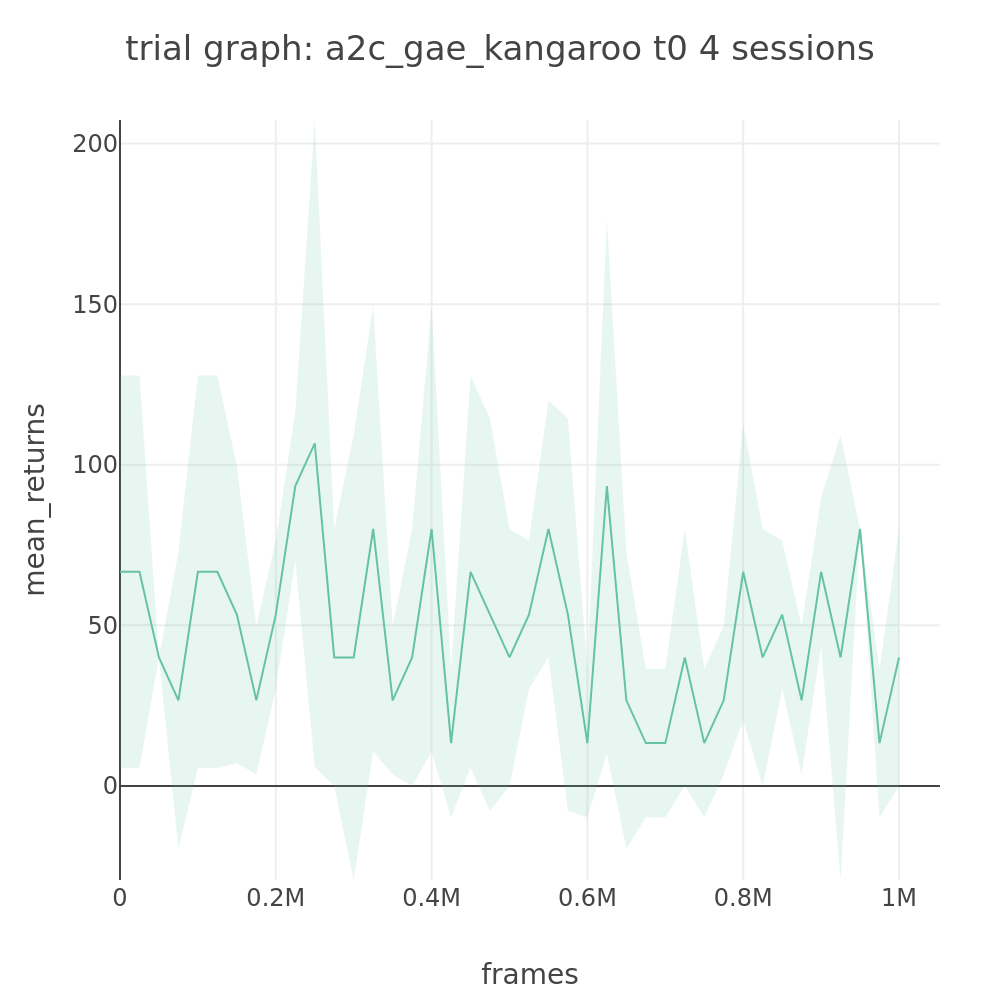 trial graph: a2c_gae_kangaroo t0 4 sessions
200
150
100
50
0
mean_returns
0
0.2M
0.4M
0.6M
0.8M
1M
frames